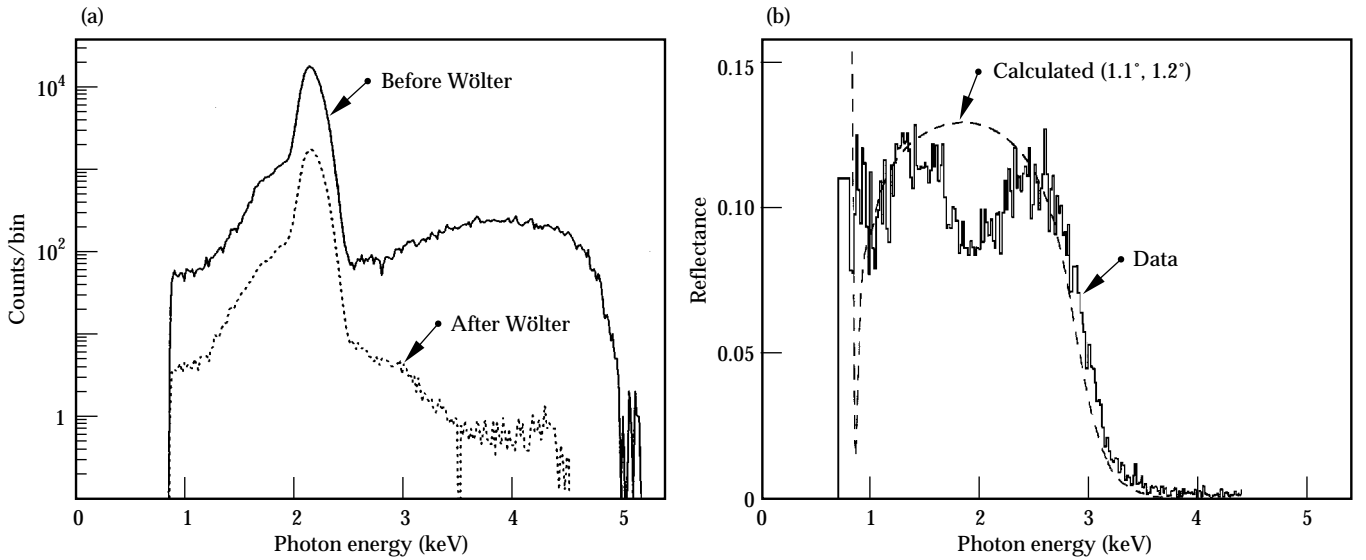 (a)
Counts/bin
10⁴
10²
1
Before Wölter
After Wölter
0 1 2 3 4 5
Photon energy (keV)
(b)
Reflectance
0.15
0.10
0.05
0
Calculated (1.1°, 1.2°)
Data
0 1 2 3 4 5
Photon energy (keV)